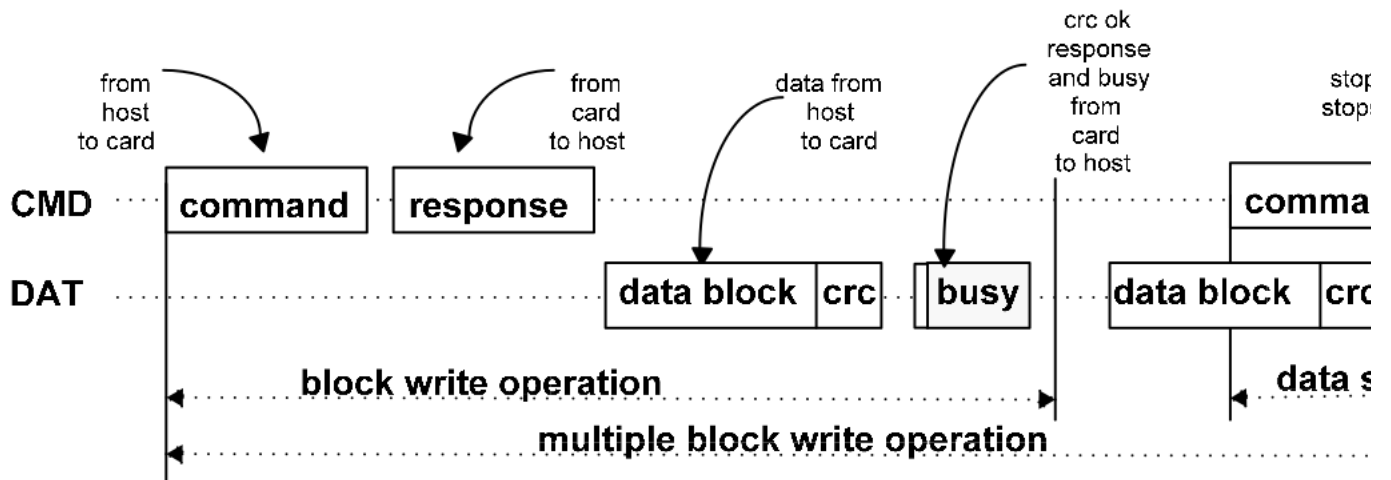 from
host
to card
from
card
to host
data from
host
to card
crc ok
response
and busy
from
card
to host
CMD
command
response
DAT
data block
crc
busy
data block
block write operation
multiple block write operation
data